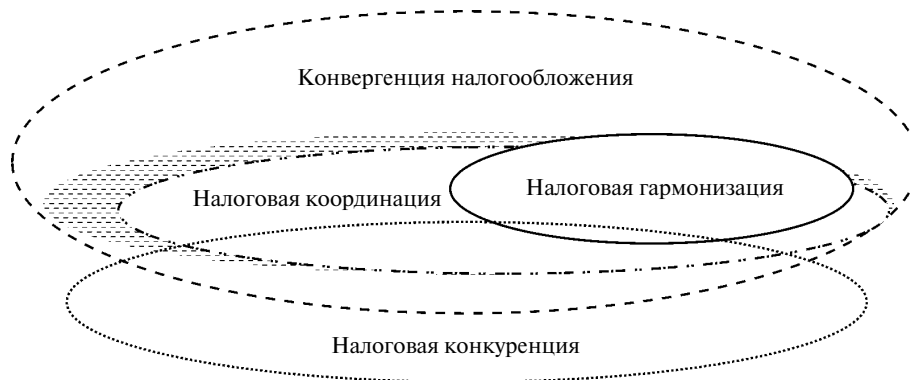 Конвергенция налогообложения
Налоговая координация
Налоговая гармонизация
Налоговая конкуренция